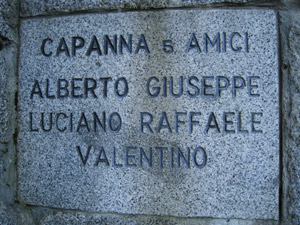 CAPANNA 5 AMICI
ALBERTO GIUSEPPE
LUCIANO RAFFAELE
VALENTINO